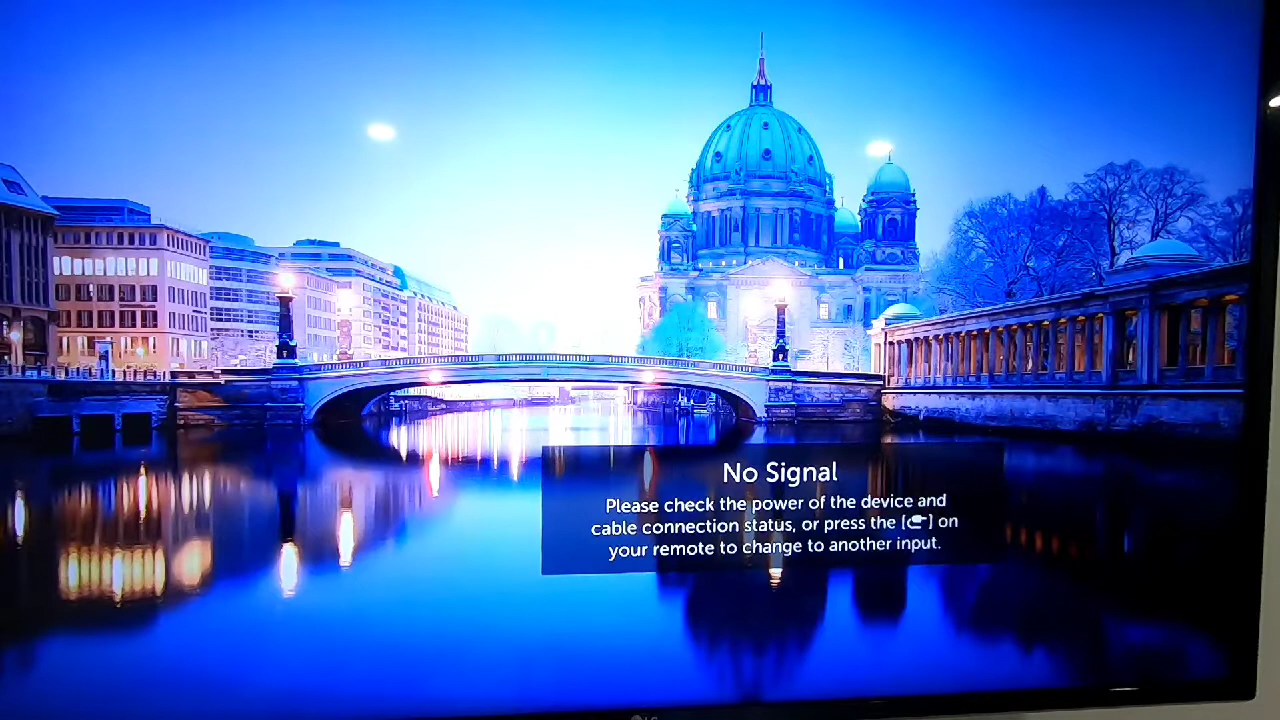 No Signal
Please check the power of the device and
cable connection status, or press the [] on
your remote to change to another input.
LG